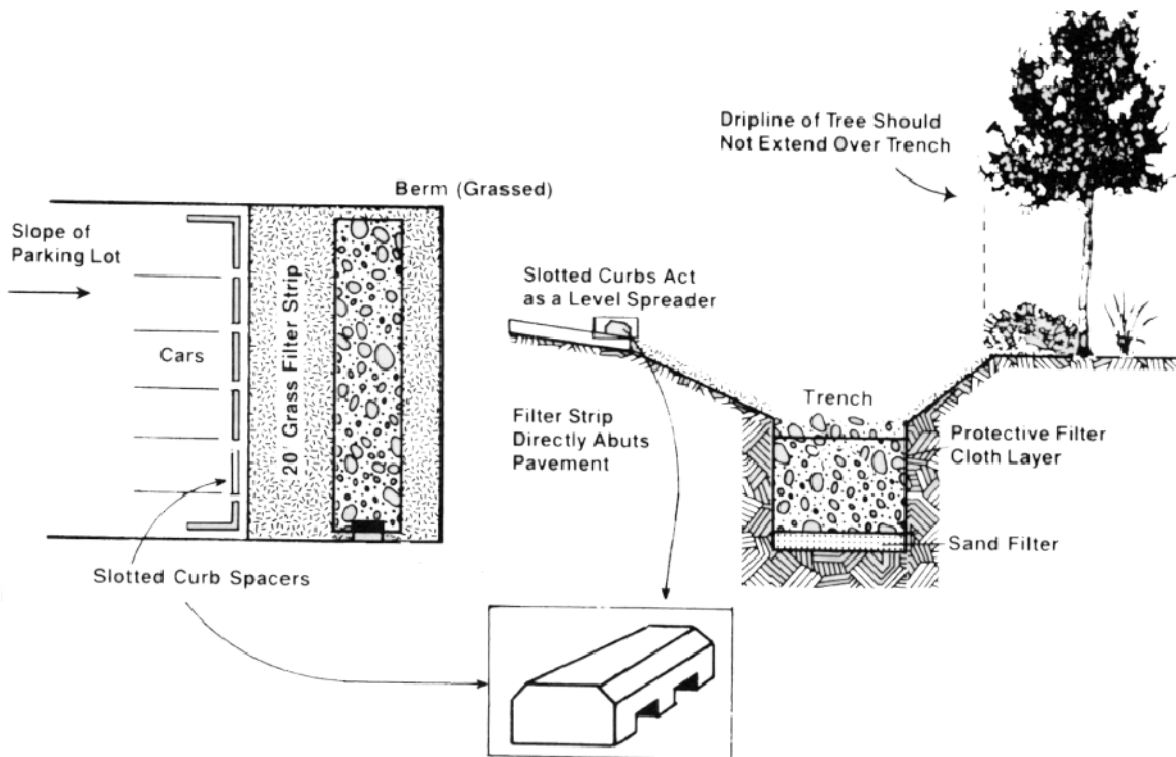 Dripline of Tree Should
Not Extend Over Trench
Berm (Grassed)
Slope of
Parking Lot
Cars
20' Grass Filter Strip
Slotted Curb Spacers
Slotted Curbs Act
as a Level Spreader
Filter Strip
Directly Abuts
Pavement
Trench
Protective Filter
Cloth Layer
Sand Filter